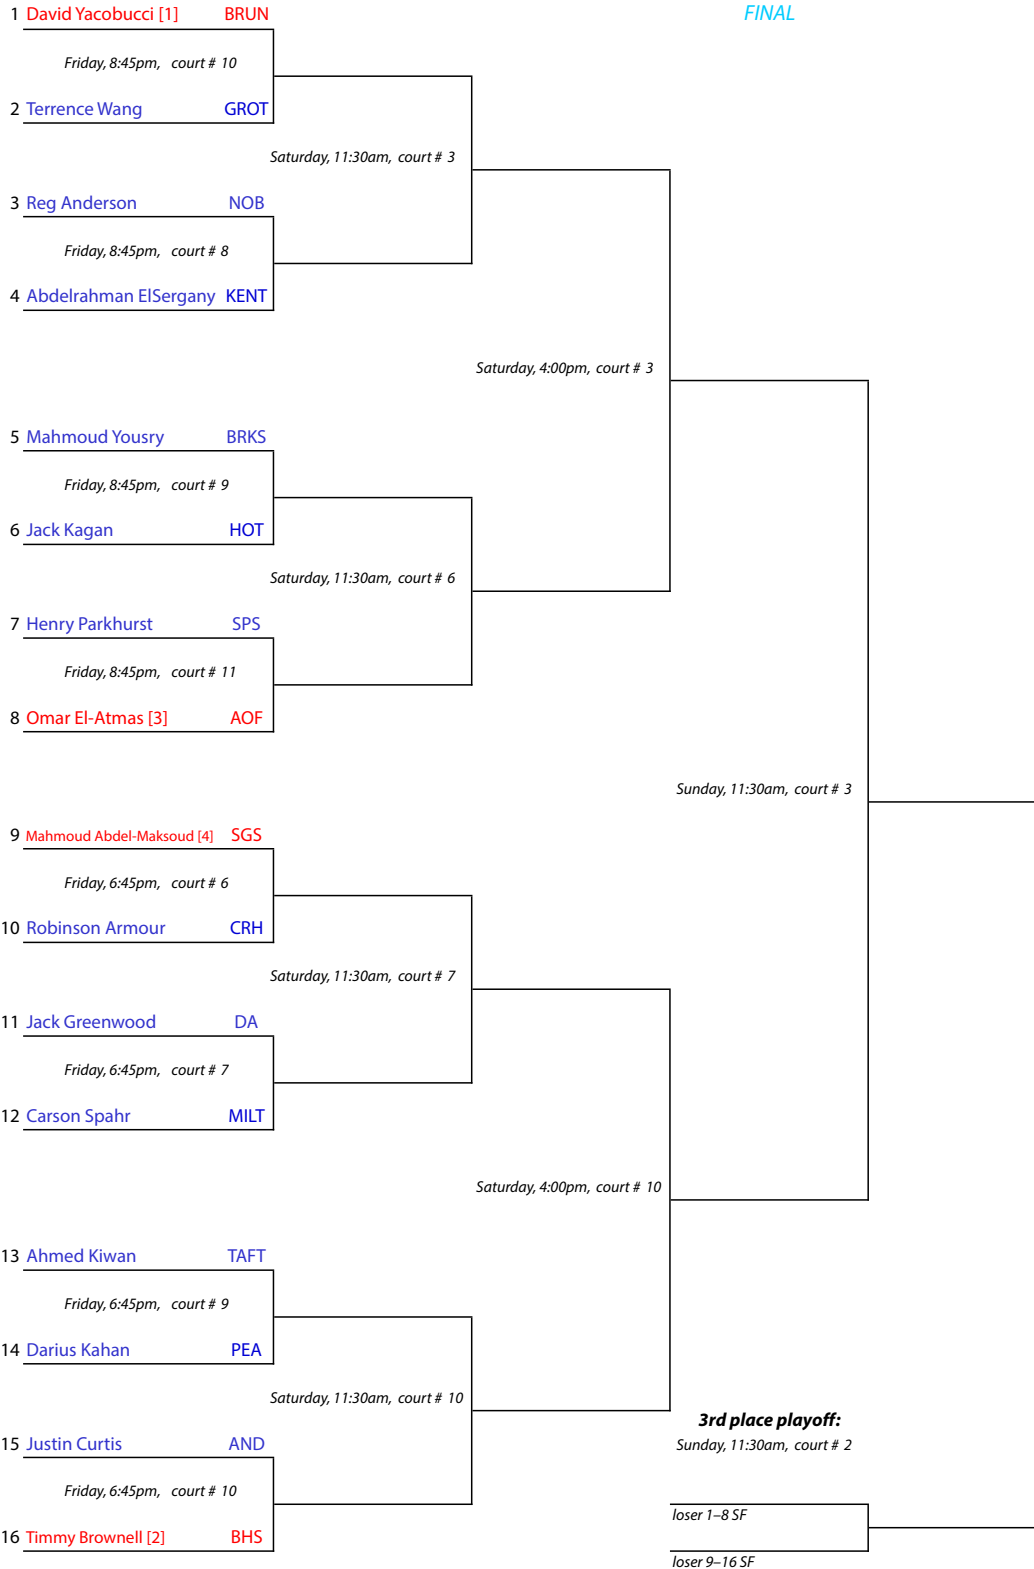 FINAL
1 David Yacobucci [1] BRUN
Friday, 8:45pm, court # 10
2 Terrence Wang GROT
Saturday, 11:30am, court # 3
3 Reg Anderson NOB
Friday, 8:45pm, court # 8
4 Abdelrahman ElSergany KENT
Saturday, 4:00pm, court # 3
5 Mahmoud Yousry BRKS
Friday, 8:45pm, court # 9
6 Jack Kagan HOT
Saturday, 11:30am, court # 6
7 Henry Parkhurst SPS
Friday, 8:45pm, court # 11
8 Omar El-Atmas [3] AOF
Sunday, 11:30am, court # 3
9 Mahmoud Abdel-Maksoud [4] SGS
Friday, 6:45pm, court # 6
10 Robinson Armour CRH
Saturday, 11:30am, court # 7
11 Jack Greenwood DA
Friday, 6:45pm, court # 7
12 Carson Spahr MILT
Saturday, 4:00pm, court # 10
13 Ahmed Kiwan TAFT
Friday, 6:45pm, court # 9
14 Darius Kahan PEA
Saturday, 11:30am, court # 10
15 Justin Curtis AND
Friday, 6:45pm, court # 10
16 Timmy Brownell [2] BHS
3rd place playoff:
Sunday, 11:30am, court # 2
loser 1–8 SF
loser 9–16 SF